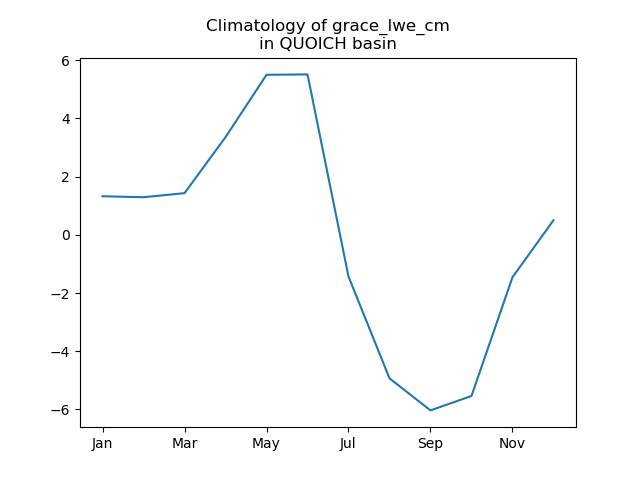 Climatology of grace_lwe_cm
in QUOICH basin
6
4
2
0
−2
−4
−6
Jan
Mar
May
Jul
Sep
Nov